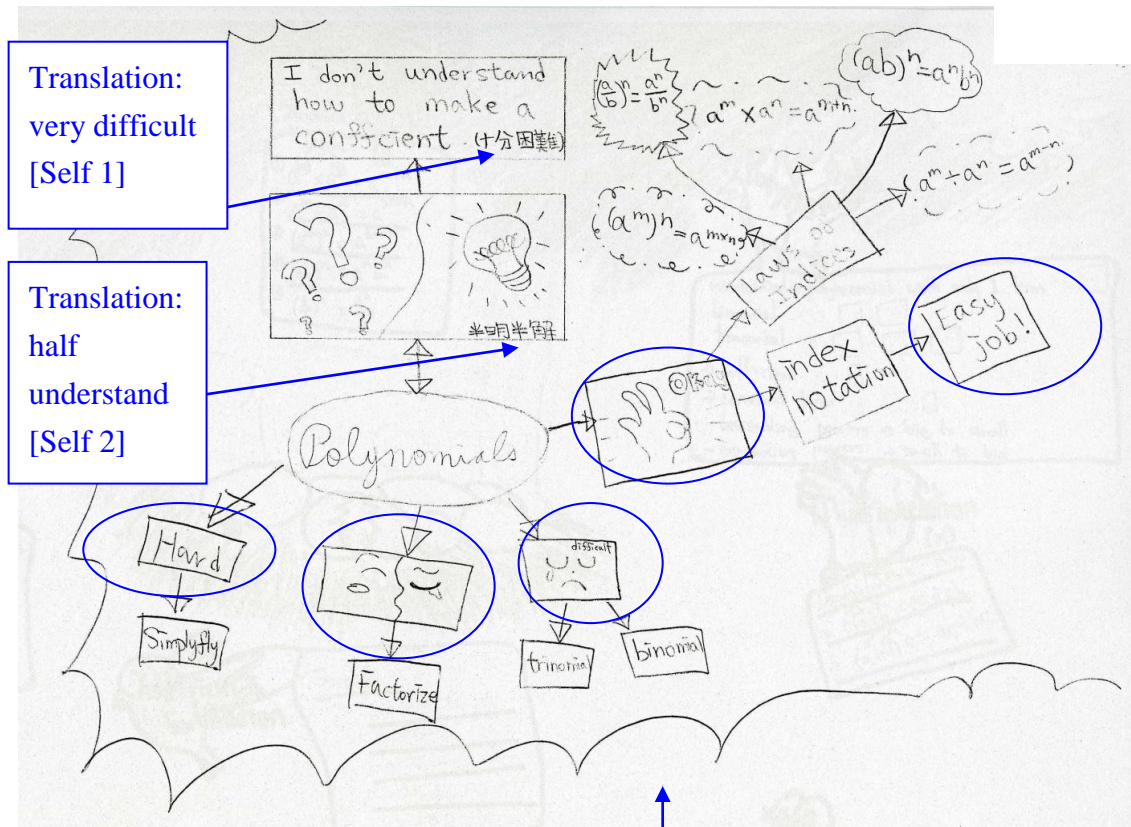 Translation:
very difficult
[Self 1]
Translation:
half
understand
[Self 2]
I don't understand
how to make a
confficient. (十分困難)
半明半解
Polynomials
(a/b)ⁿ = aⁿ/bⁿ
aᵐ × aⁿ = aᵐ⁺ⁿ
(ab)ⁿ = aⁿbⁿ
aᵐ ÷ aⁿ = aᵐ⁻ⁿ
(aᵐ)ⁿ = aᵐˣⁿ
Laws of
Indices
index
notation
Easy
job!
Hard
Simplyfly
Factorize
difficult
trinomial
binomial